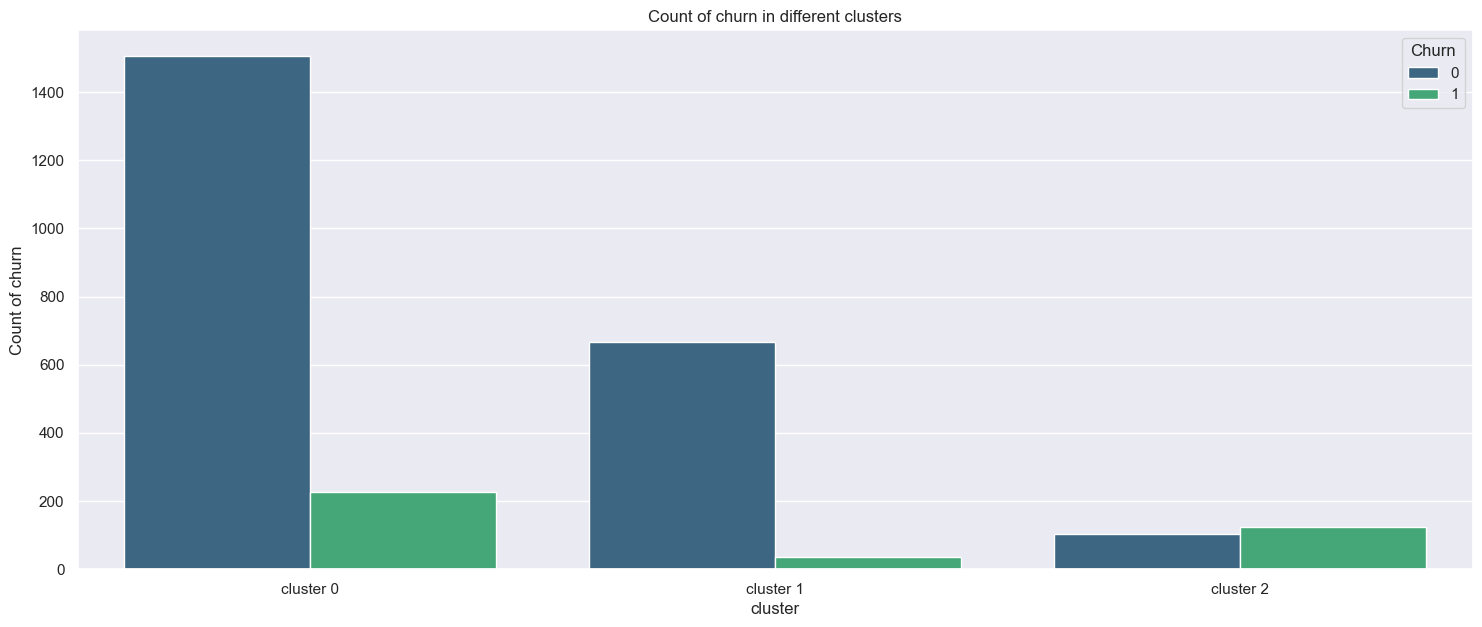 Count of churn in different clusters
Churn
0
1
Count of churn
1400
1200
1000
800
600
400
200
0
cluster 0
cluster 1
cluster 2
cluster